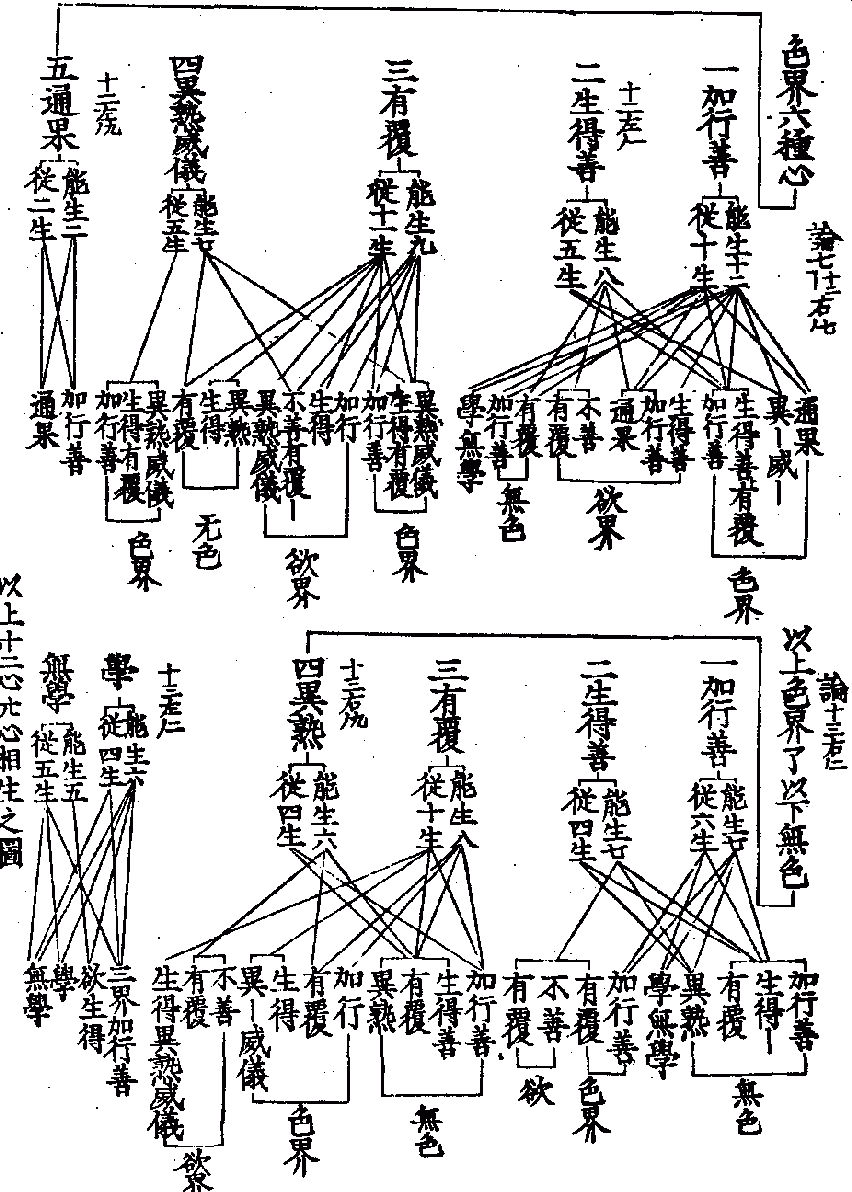 色界六種心
論七十二右七
一加行善
能生十二
從十生
二生得善
十二左八
能生八
從五生
三有覆
能生九
從十一生
四異熟威儀
能生七
從五生
五通果
十二左九
能生二
從二生
通果
異｜威｜
生得善有覆
加行善
色界
生得善
加行善
通果
不善
有覆
欲界
有覆
加行善
無色
學無學
異熟威儀
生得有覆
加行善
色界
加行
生得
不善有覆｜
異熟威儀
欲界
異熟
生得
有覆
无色
異熟威儀
生得有覆
加行善
色界
加行善
通果
以上色界了以下無色
論十三右仁
一加行善
能生七
從六生
二生得善
能生七
從四生
三有覆
能生八
從十生
四異熟
十三右九
能生六
從四生
學
十三左二
能生六
從四生
無學
能生五
從五生
加行善
生得｜
有覆
異熟
無色
學無學
加行善
有覆
色界
不善
有覆
欲
加行善
生得善
有覆
異熟
無色
加行
有覆
生得
異｜威儀
色界
不善
有覆
生得異熟威儀
欲界
三界加行善
欲生得
學
無學
以上十二心廿心相生之圖